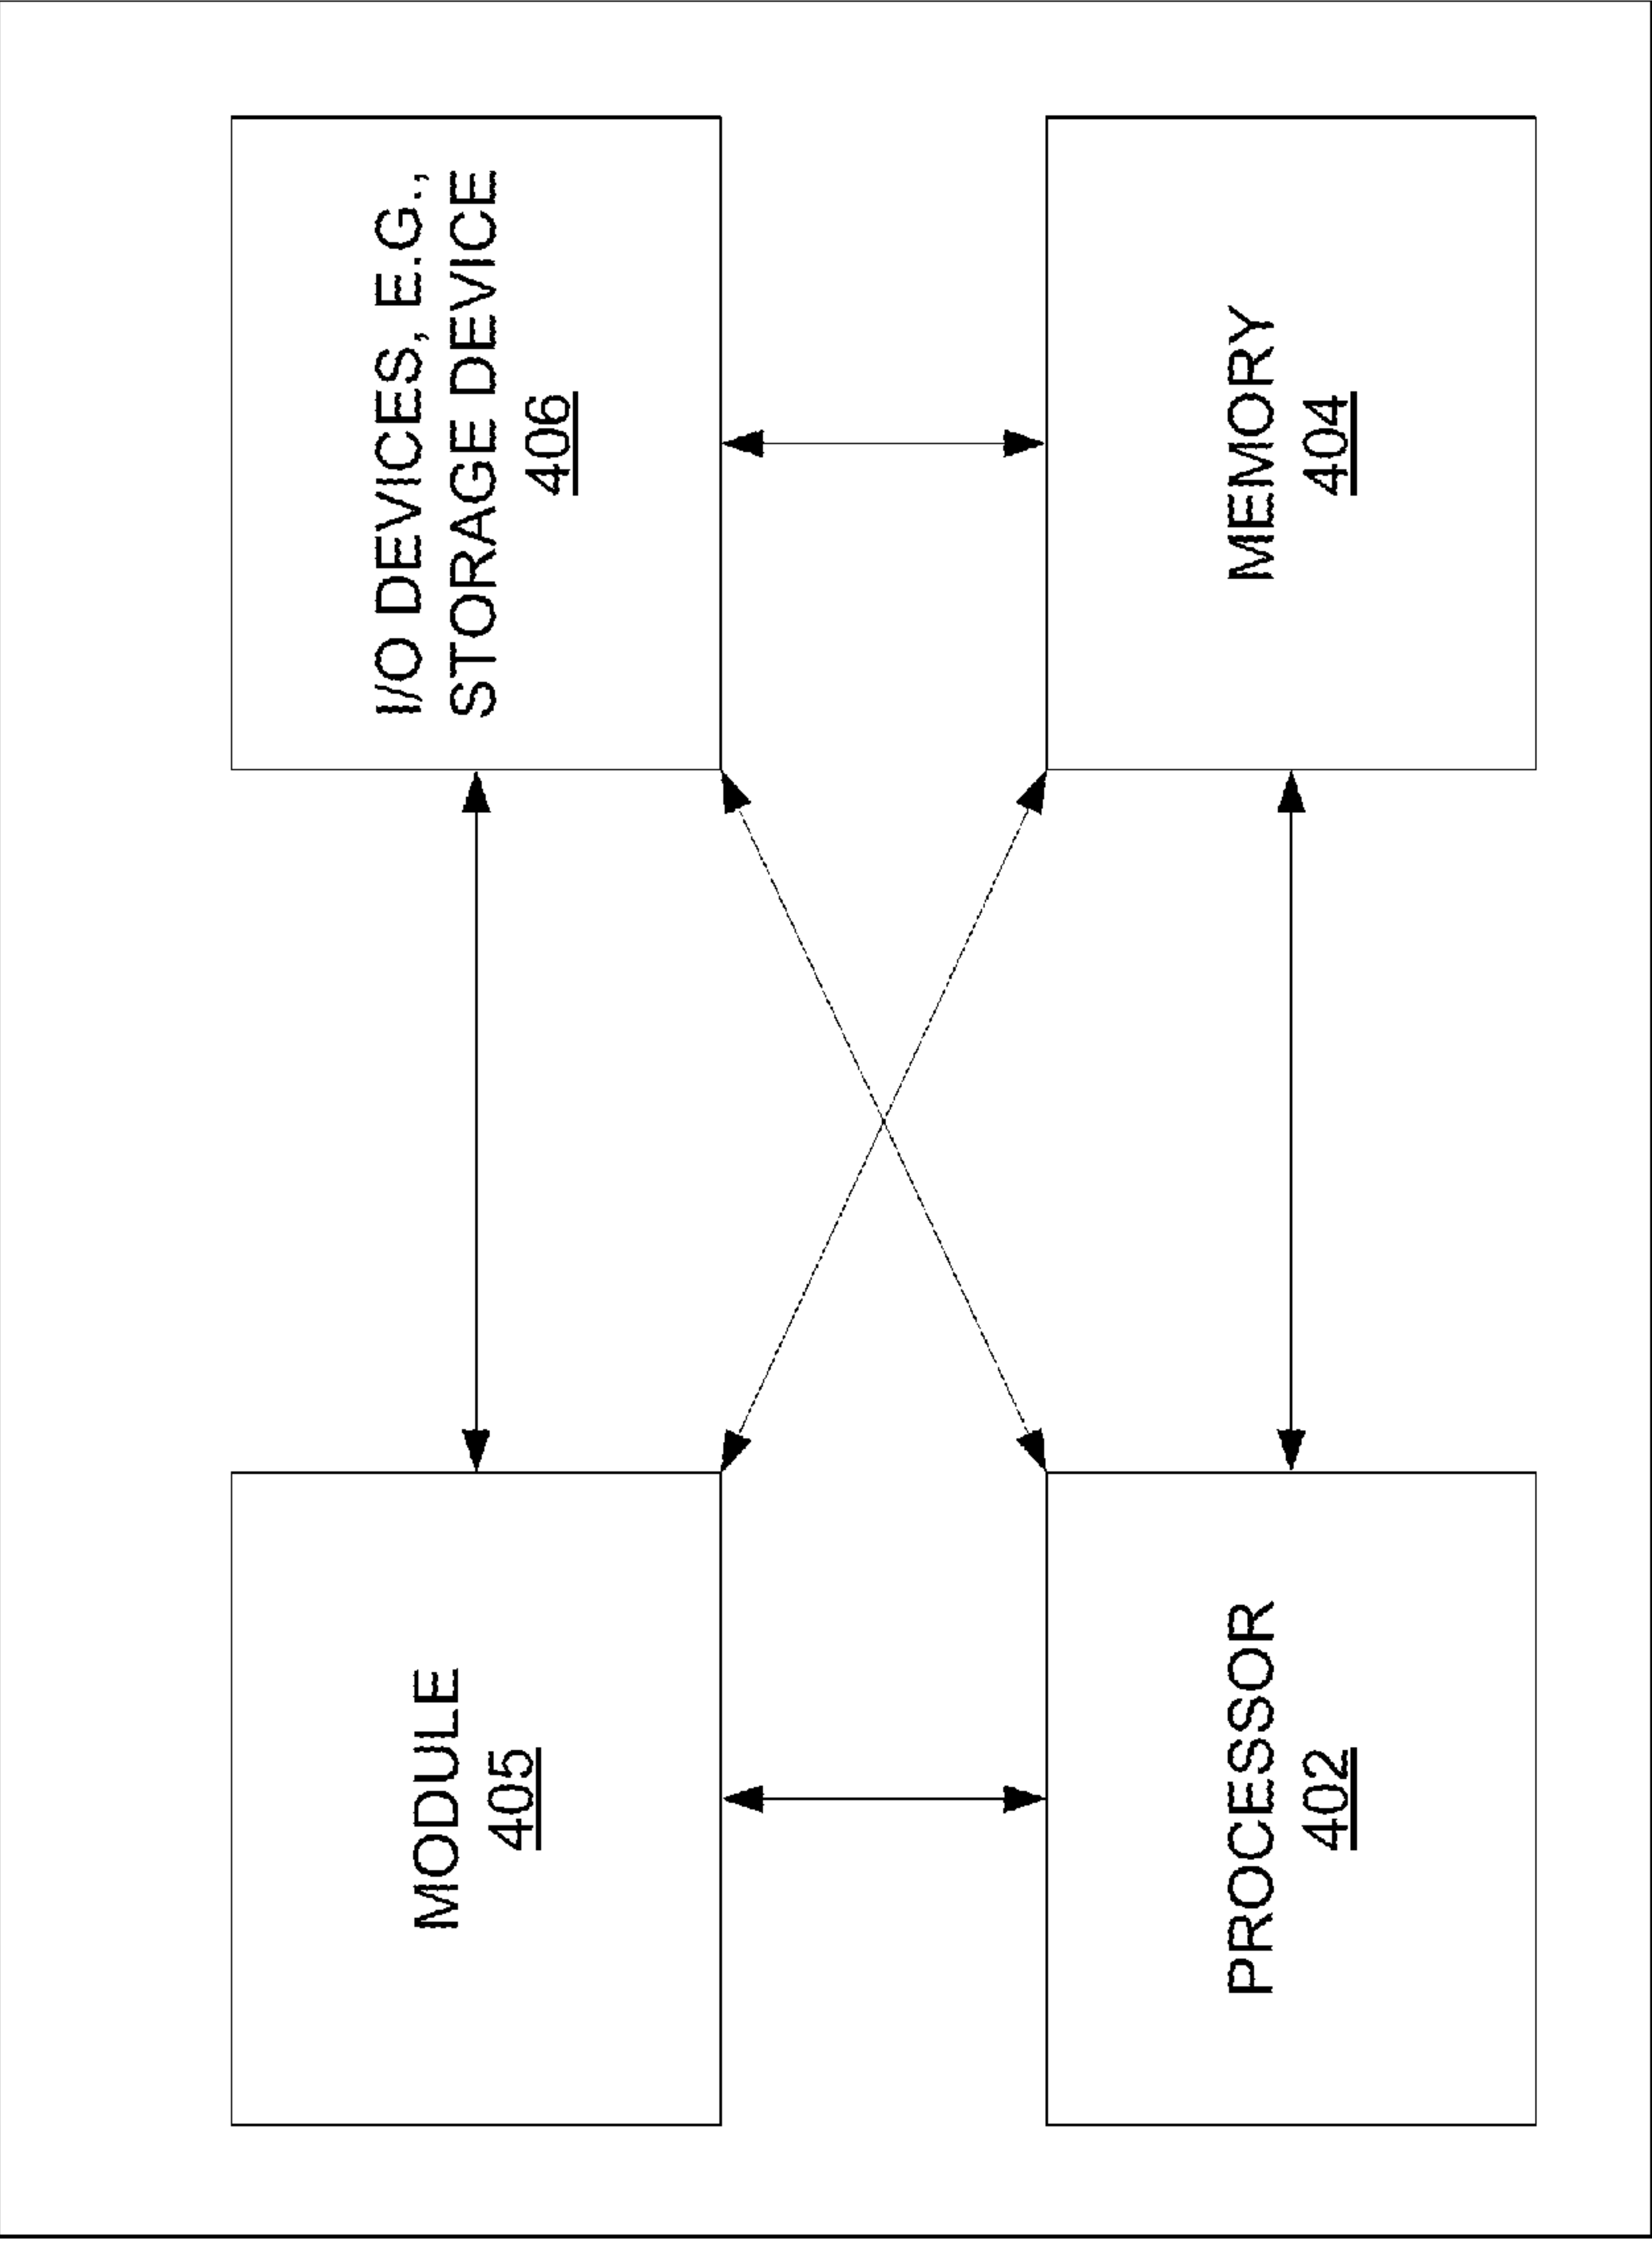 MODULE
405
I/O DEVICES, E.G.,
STORAGE DEVICE
406
PROCESSOR
402
MEMORY
404